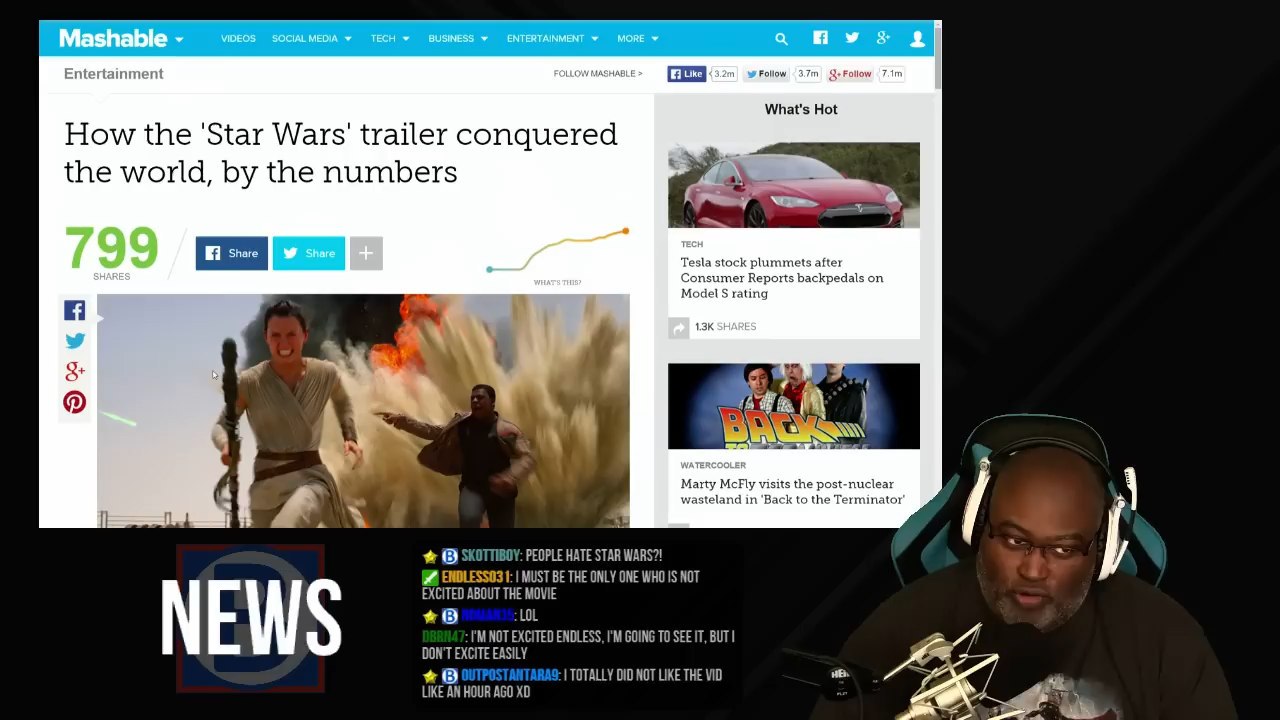 Mashable
VIDEOS SOCIAL MEDIA TECH BUSINESS ENTERTAINMENT MORE
Entertainment
FOLLOW MASHABLE >
Like 3.2m Follow 3.7m Follow 7.1m
How the 'Star Wars' trailer conquered
the world, by the numbers
799
SHARES
Share Share
WHAT'S THIS?
What's Hot
TECH
Tesla stock plummets after
Consumer Reports backpedals on
Model S rating
1.3K SHARES
BACK
TO
WATERCOOLER
Marty McFly visits the post-nuclear
wasteland in 'Back to the Terminator'
NEWS
SKOTTIBOY: PEOPLE HATE STAR WARS?!
ENDLESS031: I MUST BE THE ONLY ONE WHO IS NOT
EXCITED ABOUT THE MOVIE
: LOL
DBRN47: I'M NOT EXCITED ENDLESS, I'M GOING TO SEE IT, BUT I
DON'T EXCITE EASILY
OUTPOSTANTARA9: I TOTALLY DID NOT LIKE THE VID
LIKE AN HOUR AGO XD